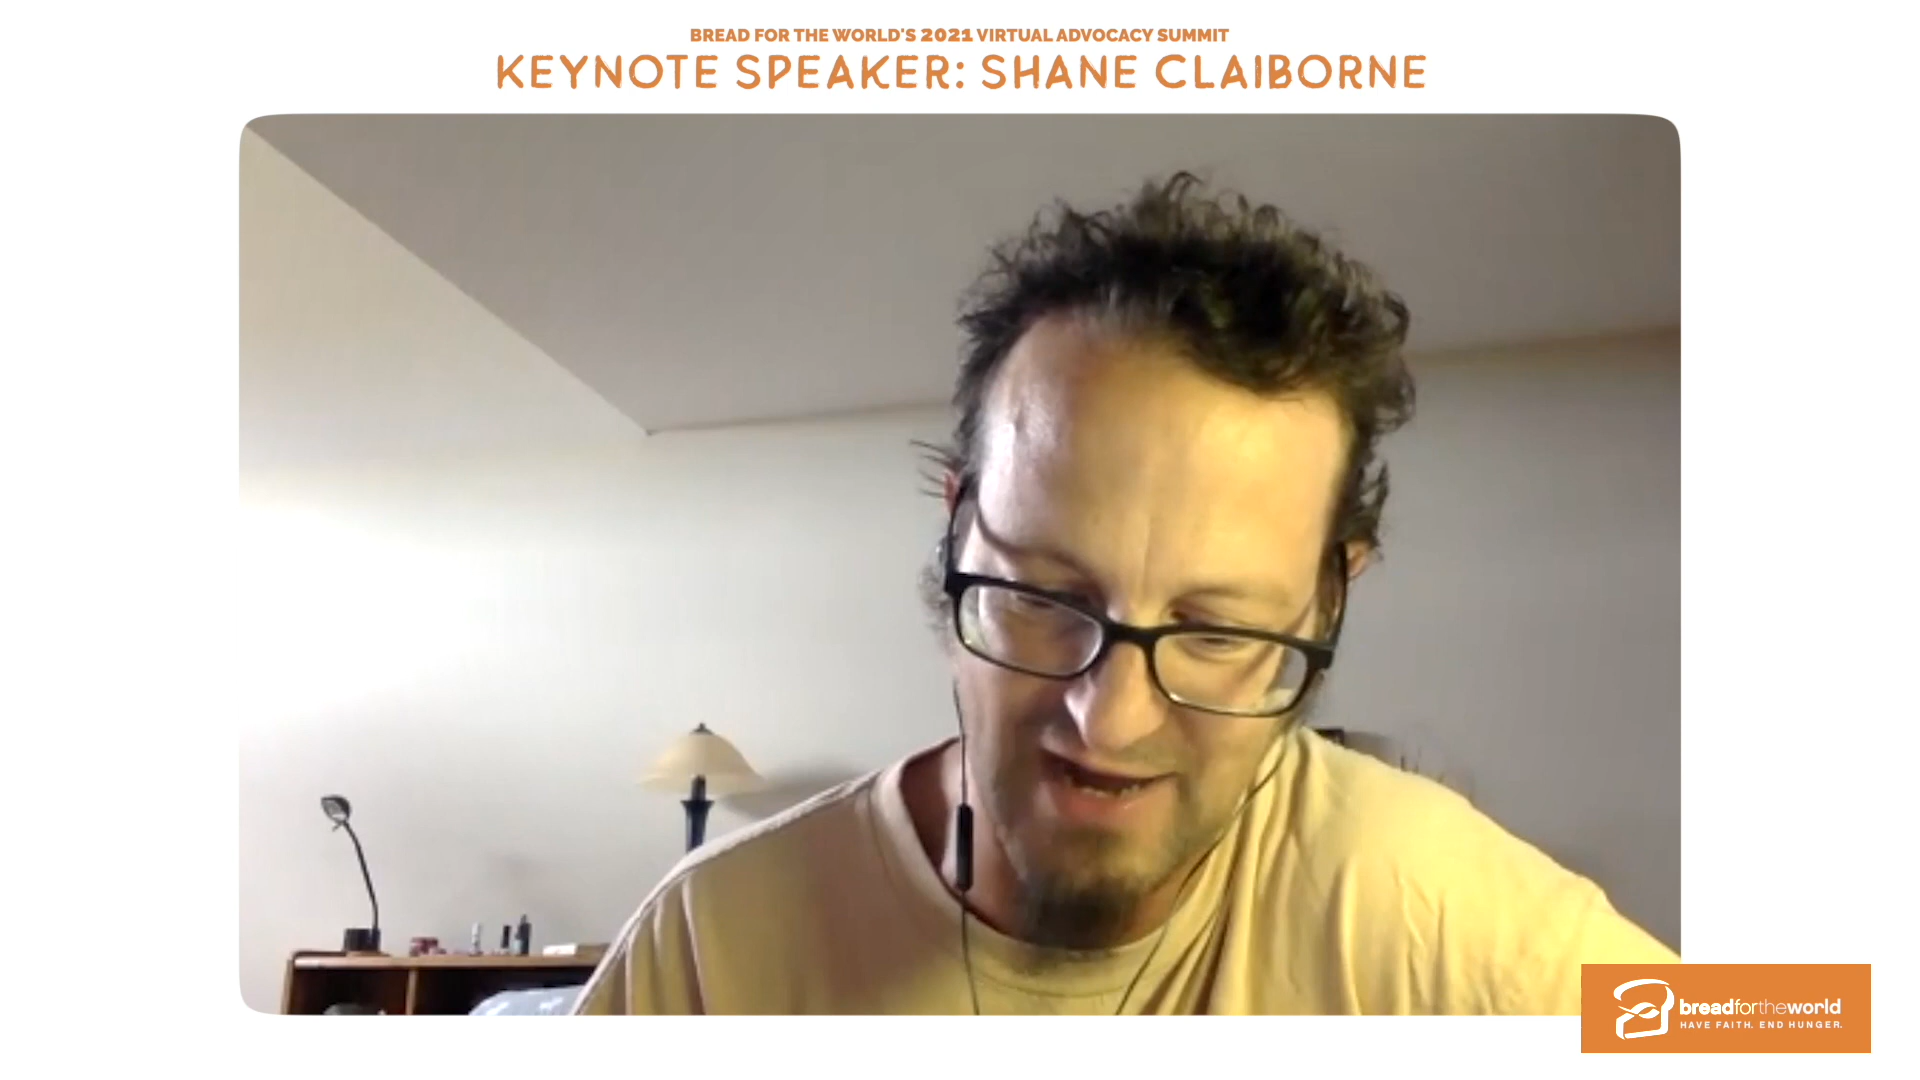 BREAD FOR THE WORLD'S 2021 VIRTUAL ADVOCACY SUMMIT
KEYNOTE SPEAKER: SHANE CLAIBORNE
breadfortheworld
HAVE FAITH. END HUNGER.